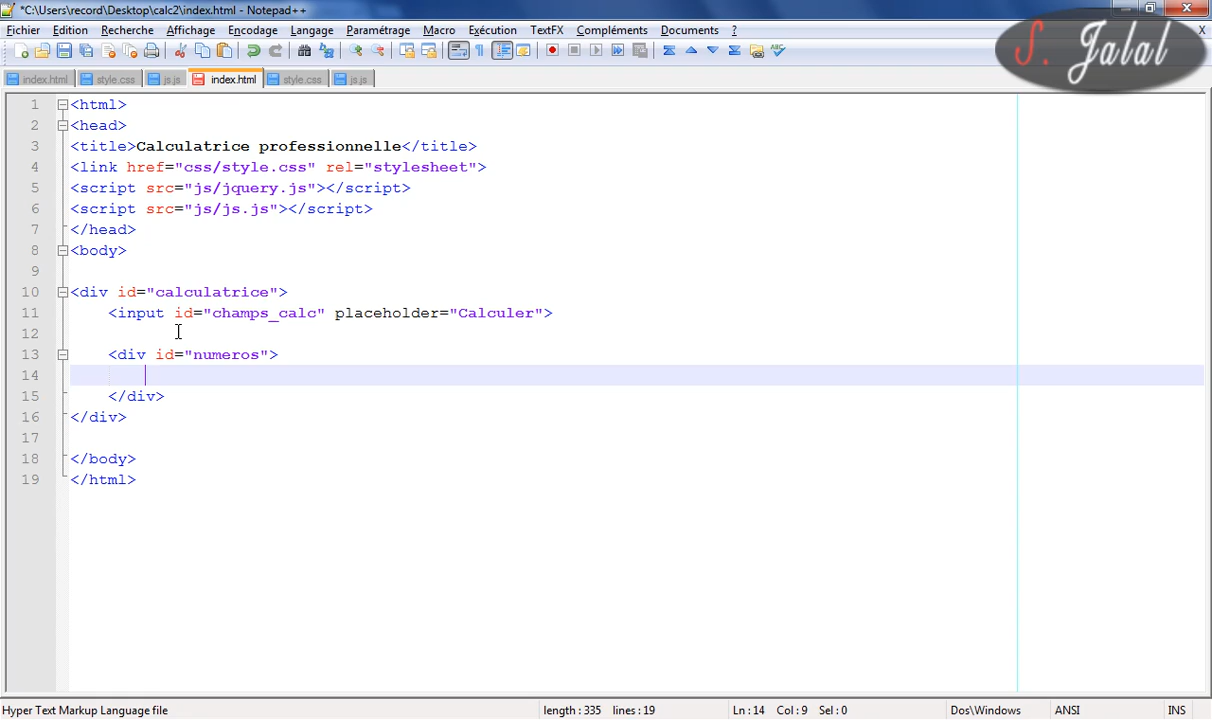 *C:\Users\record\Desktop\calc2\index.html - Notepad++
Fichier Edition Recherche Affichage Encodage Langage Paramétrage Macro Exécution TextFX Compléments Documents ? X
S. Jalal
index.html style.css js.js index.html style.css js.js
1 <html>
2 <head>
3 <title>Calculatrice professionnelle</title>
4 <link href="css/style.css" rel="stylesheet">
5 <script src="js/jquery.js"></script>
6 <script src="js/js.js"></script>
7 </head>
8 <body>
9
10 <div id="calculatrice">
11 <input id="champs_calc" placeholder="Calculer">
12
13 <div id="numeros">
14
15 </div>
16 </div>
17
18 </body>
19 </html>
Hyper Text Markup Language file length : 335 lines : 19 Ln : 14 Col : 9 Sel : 0 Dos\Windows ANSI INS